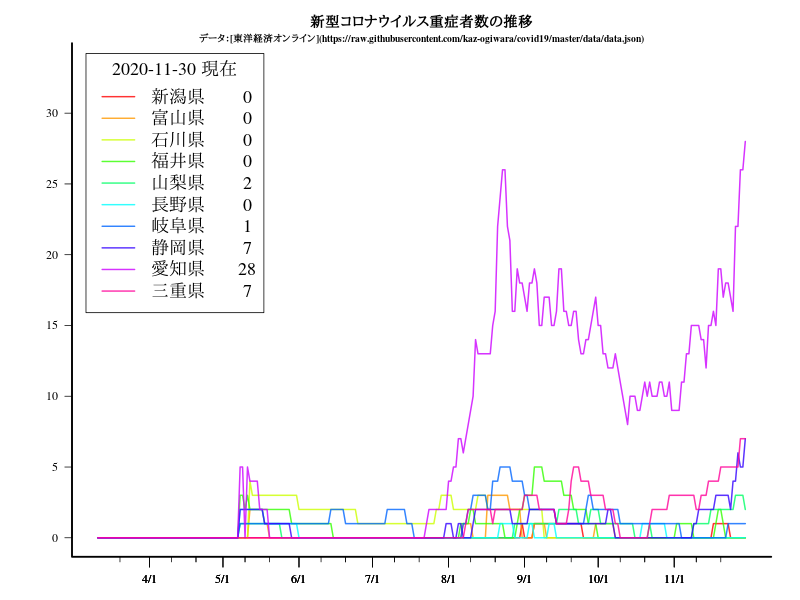 新型コロナウイルス重症者数の推移
データ:[東洋経済オンライン](https://raw.githubusercontent.com/kaz-ogiwara/covid19/master/data/data.json)
2020-11-30 現在
新潟県 0
富山県 0
石川県 0
福井県 0
山梨県 2
長野県 0
岐阜県 1
静岡県 7
愛知県 28
三重県 7
30
25
20
15
10
5
0
4/1 5/1 6/1 7/1 8/1 9/1 10/1 11/1